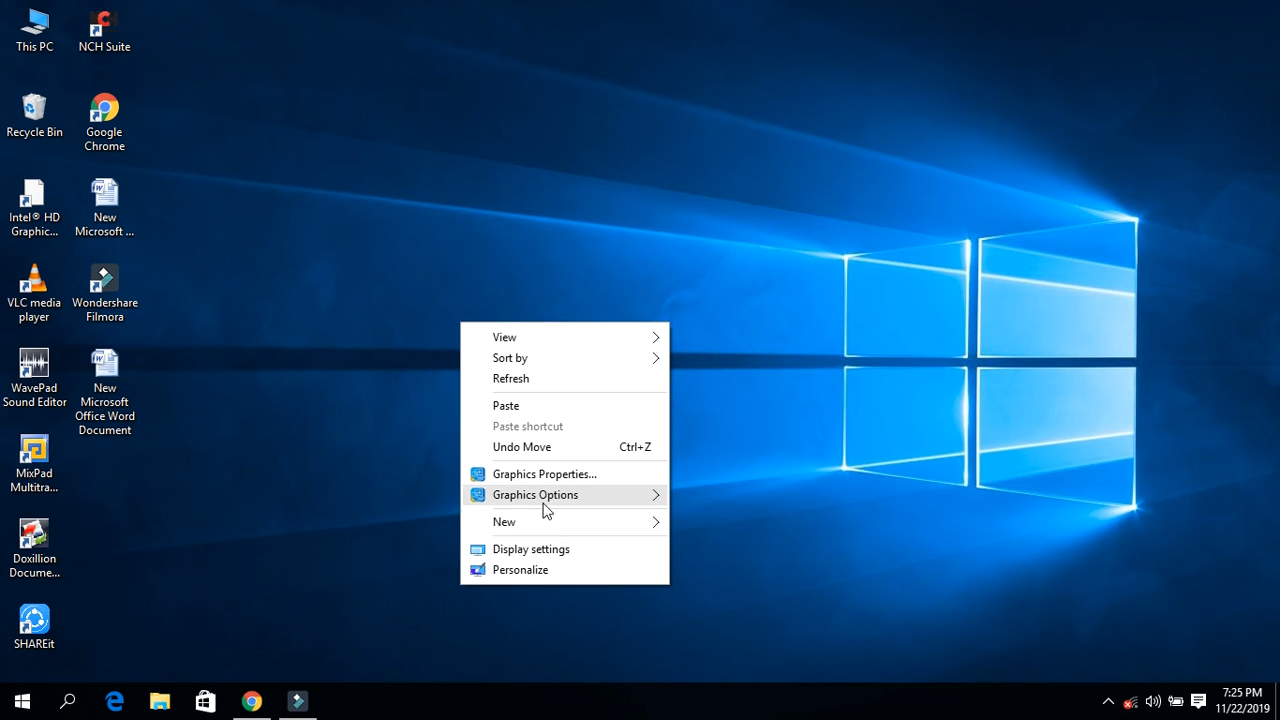 This PC
NCH Suite
Recycle Bin
Google
Chrome
Intel® HD
Graphic...
New
Microsoft ...
VLC media
player
Wondershare
Filmora
WavePad
Sound Editor
New
Microsoft
Office Word
Document
MixPad
Multitra...
Doxillion
Docume...
SHAREit
View
Sort by
Refresh
Paste
Paste shortcut
Undo Move Ctrl+Z
Graphics Properties...
Graphics Options
New
Display settings
Personalize
7:25 PM
11/22/2019